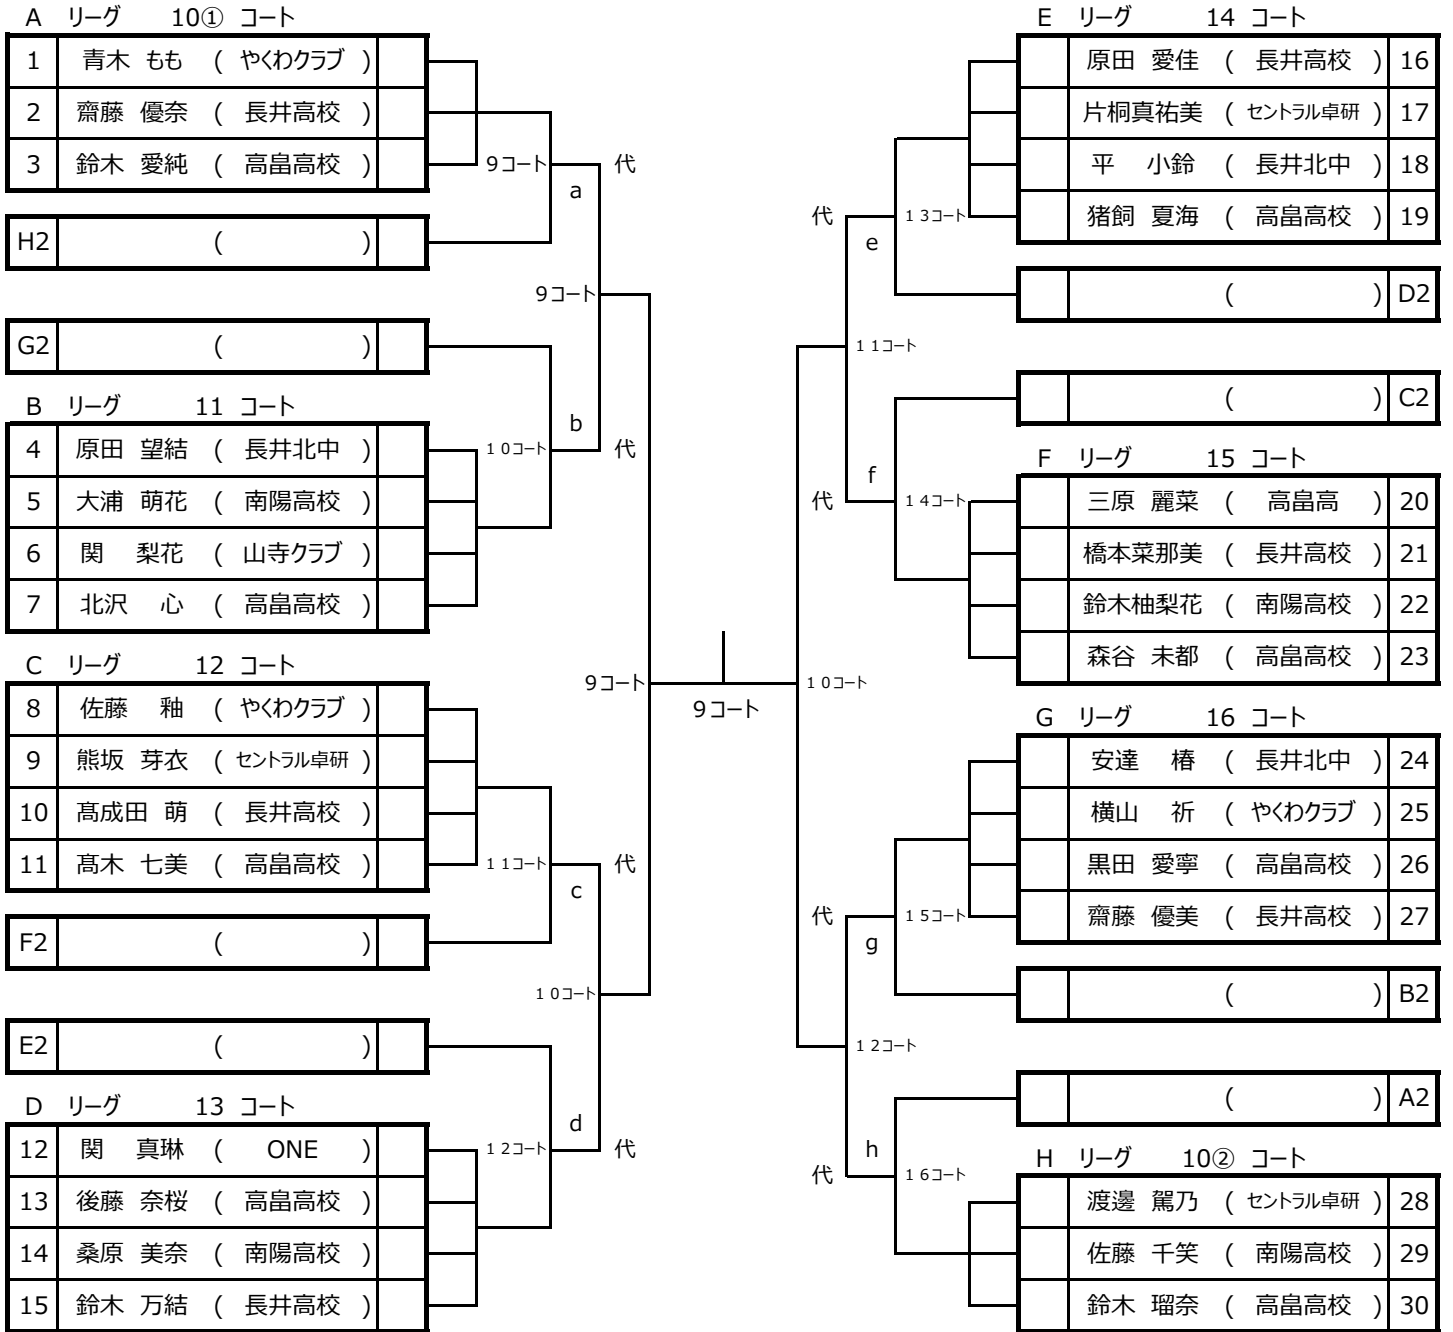 A リーグ 10① コート
1 青木 もも ( やくわクラブ )
2 齋藤 優奈 ( 長井高校 )
3 鈴木 愛純 ( 高畠高校 )
9コート
a
代
H2 ( )
9コート
G2 ( )
B リーグ 11 コート
b
4 原田 望結 ( 長井北中 )
10コート
代
5 大浦 萌花 ( 南陽高校 )
6 関 梨花 ( 山寺クラブ )
7 北沢 心 ( 高畠高校 )
C リーグ 12 コート
9コート
8 佐藤 釉 ( やくわクラブ )
9 熊坂 芽衣 ( セントラル卓研 )
10 髙成田 萌 ( 長井高校 )
11 髙木 七美 ( 高畠高校 )
11コート
代
c
F2 ( )
10コート
E2 ( )
D リーグ 13 コート
d
12 関 真琳 ( ONE )
12コート
代
13 後藤 奈桜 ( 高畠高校 )
14 桑原 美奈 ( 南陽高校 )
15 鈴木 万結 ( 長井高校 )
9コート
E リーグ 14 コート
原田 愛佳 ( 長井高校 ) 16
片桐真祐美 ( セントラル卓研 ) 17
平 小鈴 ( 長井北中 ) 18
猪飼 夏海 ( 高畠高校 ) 19
代
13コート
e
( ) D2
11コート
( ) C2
F リーグ 15 コート
f
三原 麗菜 ( 高畠高 ) 20
代
14コート
橋本菜那美 ( 長井高校 ) 21
鈴木柚梨花 ( 南陽高校 ) 22
森谷 未都 ( 高畠高校 ) 23
10コート
G リーグ 16 コート
安達 椿 ( 長井北中 ) 24
横山 祈 ( やくわクラブ ) 25
黒田 愛寧 ( 高畠高校 ) 26
齋藤 優美 ( 長井高校 ) 27
代
15コート
g
( ) B2
12コート
( ) A2
h
H リーグ 10② コート
代
16コート
渡邊 駕乃 ( セントラル卓研 ) 28
佐藤 千笑 ( 南陽高校 ) 29
鈴木 瑠奈 ( 高畠高校 ) 30